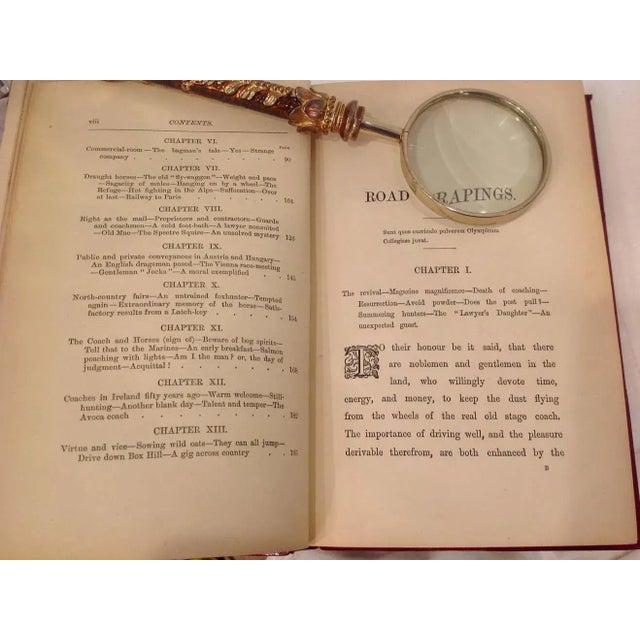 viii CONTENTS.
CHAPTER VI.
PAGE
Commercial-room—The bagman's tale—Yes—Strange
company . . . . . . 90
CHAPTER VII.
Draught horses—The old "Sywaggon"—Weight and pace
—Sagacity of mules—Hanging on by a wheel—The
Refuge—Hot fighting in the Alps—Suffocation—Over
at last—Railway to Paris . . . . 104
CHAPTER VIII.
Right as the mail—Proprietors and contractors—Guards
and coachmen—A cold foot-bath—A lawyer nonsuited
—Old Mac—The Spectre Squire—An unsolved mystery 126
CHAPTER IX.
Public and private conveyances in Austria and Hungary—
An English dragsman posed—The Vienna race-meeting
—Gentleman "Jocks"—A moral exemplified . . 145
CHAPTER X.
North-country fairs—An untrained foxhunter—Tempted
again—Extraordinary memory of the horse—Satis-
factory results from a Latch-key . . . 154
CHAPTER XI.
The Coach and Horses (sign of)—Beware of bog spirits—
Tell that to the Marines—An early breakfast—Salmon
poaching with lights—Am I the man? or, the day of
judgment—Acquittal! . . . . . 168
CHAPTER XII.
Coaches in Ireland fifty years ago—Warm welcome—Still-
hunting—Another blank day—Talent and temper—The
Avoca coach . . . . . . 182
CHAPTER XIII.
Virtue and vice—Sowing wild oats—They can all jump—
Drive down Box Hill—A gig across country . . 195
ROAD RAPINGS.
Sunt quos curriculo pulverem Olympicum
Collegisse juvat.
CHAPTER I.
The revival—Magazine magnificence—Death of coaching—
Resurrection—Avoid powder—Does the post pull?—
Summering hunters—The "Lawyer's Daughter"—An
unexpected guest.
TO their honour be it said, that there
are noblemen and gentlemen in the
land, who willingly devote time,
energy, and money, to keep the dust flying
from the wheels of the real old stage coach.
The importance of driving well, and the pleasure
derivable therefrom, are both enhanced by the
B